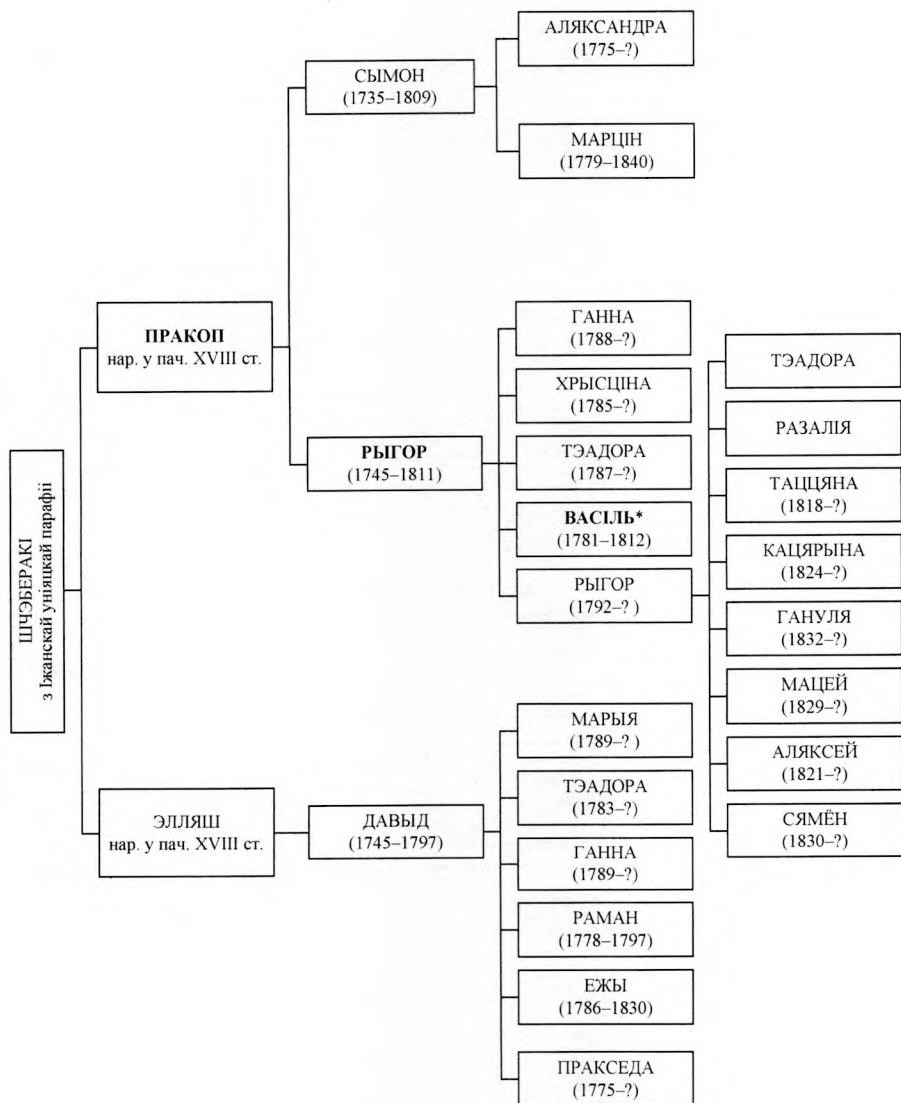 ШЧЭБЕРАКІ
з Іжанскай уніяцкай парафіі
ПРАКОП
нар. у пач. XVIII ст.
ЭЛЛЯШ
нар. у пач. XVIII ст.
СЫМОН
(1735–1809)
РЫГОР
(1745–1811)
ДАВЫД
(1745–1797)
АЛЯКСАНДРА
(1775–?)
МАРЦІН
(1779–1840)
ГАННА
(1788–?)
ХРЫСЦІНА
(1785–?)
ТЭАДОРА
(1787–?)
ВАСІЛЬ*
(1781–1812)
РЫГОР
(1792–? )
МАРЫЯ
(1789–? )
ТЭАДОРА
(1783–?)
ГАННА
(1789–?)
РАМАН
(1778–1797)
ЕЖЫ
(1786–1830)
ПРАКСЕДА
(1775–?)
ТЭАДОРА
РАЗАЛІЯ
ТАЦЦЯНА
(1818–?)
КАЦЯРЫНА
(1824–?)
ГАНУЛЯ
(1832–?)
МАЦЕЙ
(1829–?)
АЛЯКСЕЙ
(1821–?)
СЯМЁН
(1830–?)